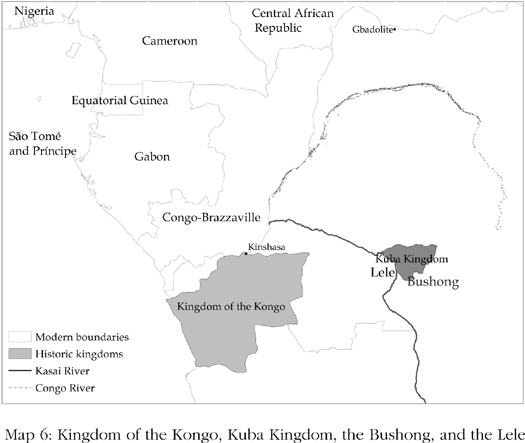 Nigeria
Central African
Republic
Gbadolite
Cameroon
Equatorial Guinea
São Tomé
and Príncipe
Gabon
Congo-Brazzaville
Kinshasa
Kuba Kingdom
Lele
Bushong
Kingdom of the Kongo
Modern boundaries
Historic kingdoms
Kasai River
Congo River
Map 6: Kingdom of the Kongo, Kuba Kingdom, the Bushong, and the Lele